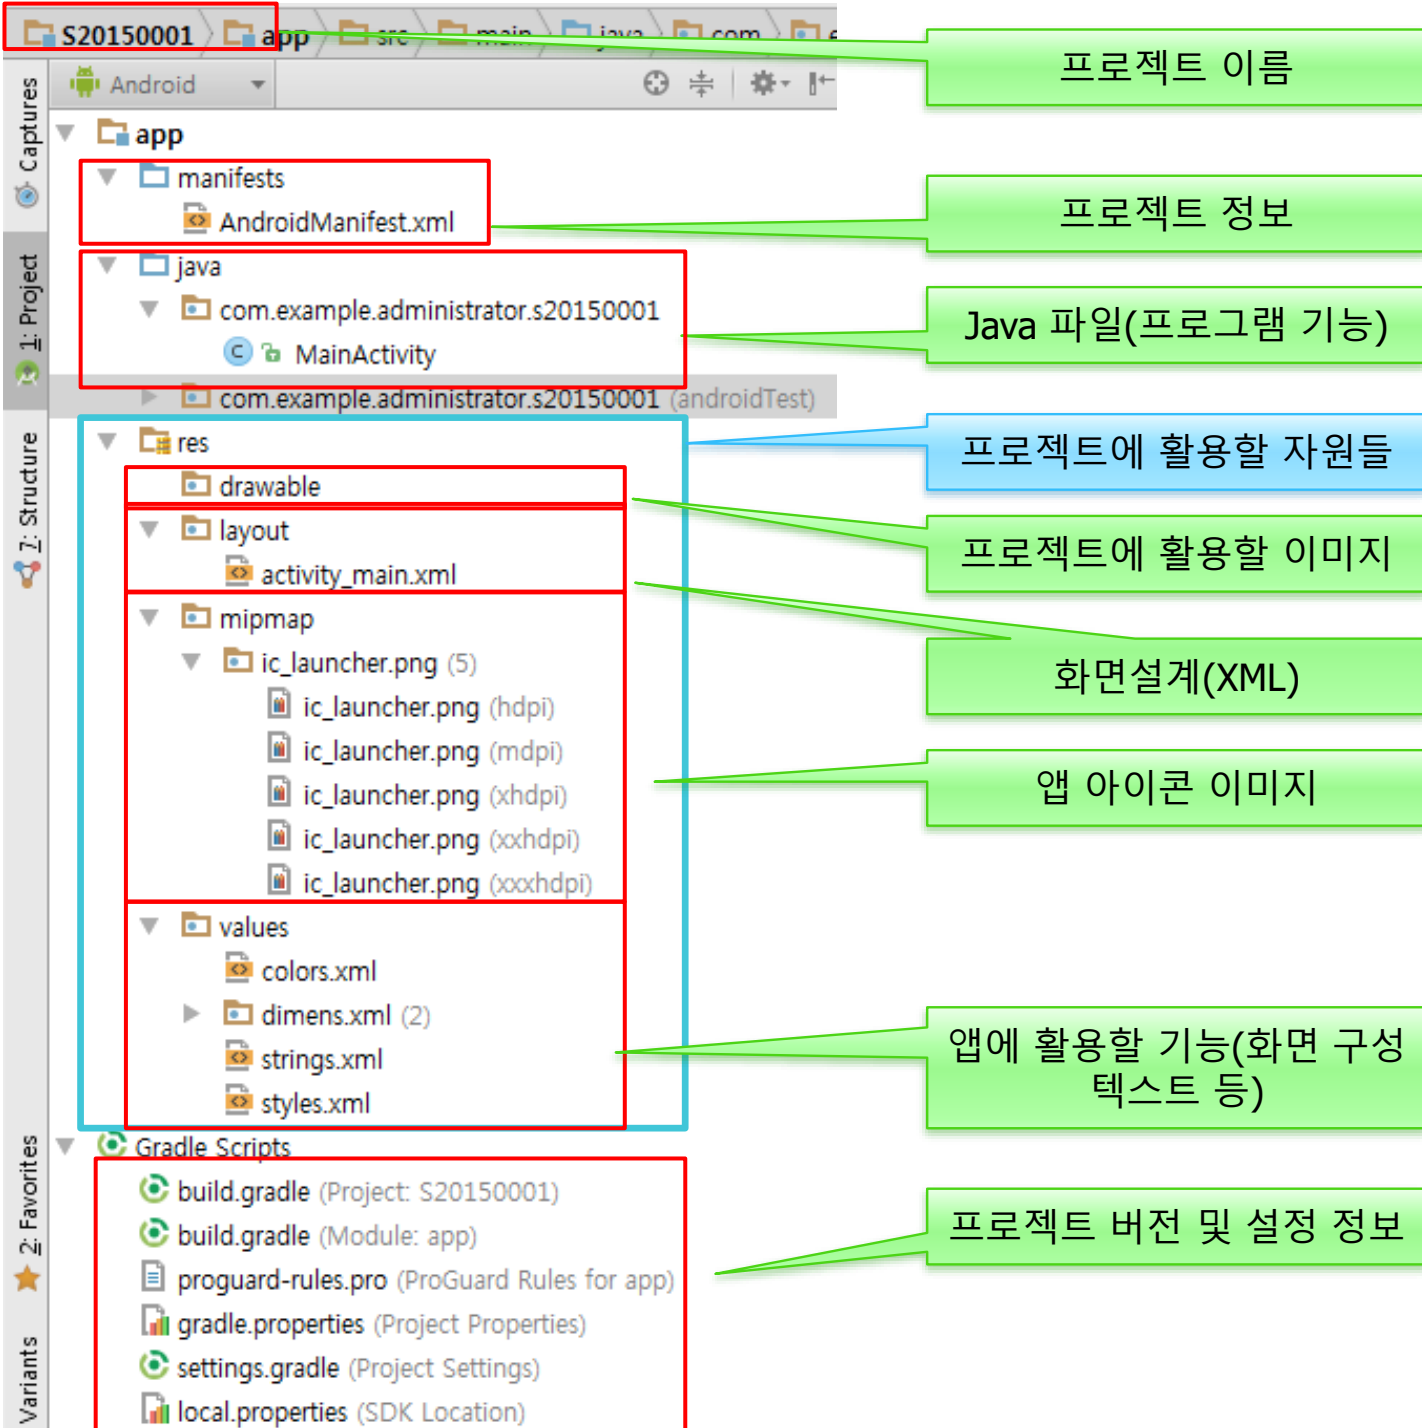 S20150001 app src main java com
프로젝트 이름
Android
Captures
1: Project
7: Structure
2: Favorites
Variants
app
manifests
AndroidManifest.xml
프로젝트 정보
java
com.example.administrator.s20150001
MainActivity
Java 파일(프로그램 기능)
com.example.administrator.s20150001 (androidTest)
res
프로젝트에 활용할 자원들
drawable
프로젝트에 활용할 이미지
layout
activity_main.xml
화면설계(XML)
mipmap
ic_launcher.png (5)
ic_launcher.png (hdpi)
ic_launcher.png (mdpi)
ic_launcher.png (xhdpi)
ic_launcher.png (xxhdpi)
ic_launcher.png (xxxhdpi)
앱 아이콘 이미지
values
colors.xml
dimens.xml (2)
strings.xml
styles.xml
앱에 활용할 기능(화면 구성
텍스트 등)
Gradle Scripts
build.gradle (Project: S20150001)
build.gradle (Module: app)
proguard-rules.pro (ProGuard Rules for app)
gradle.properties (Project Properties)
settings.gradle (Project Settings)
local.properties (SDK Location)
프로젝트 버전 및 설정 정보